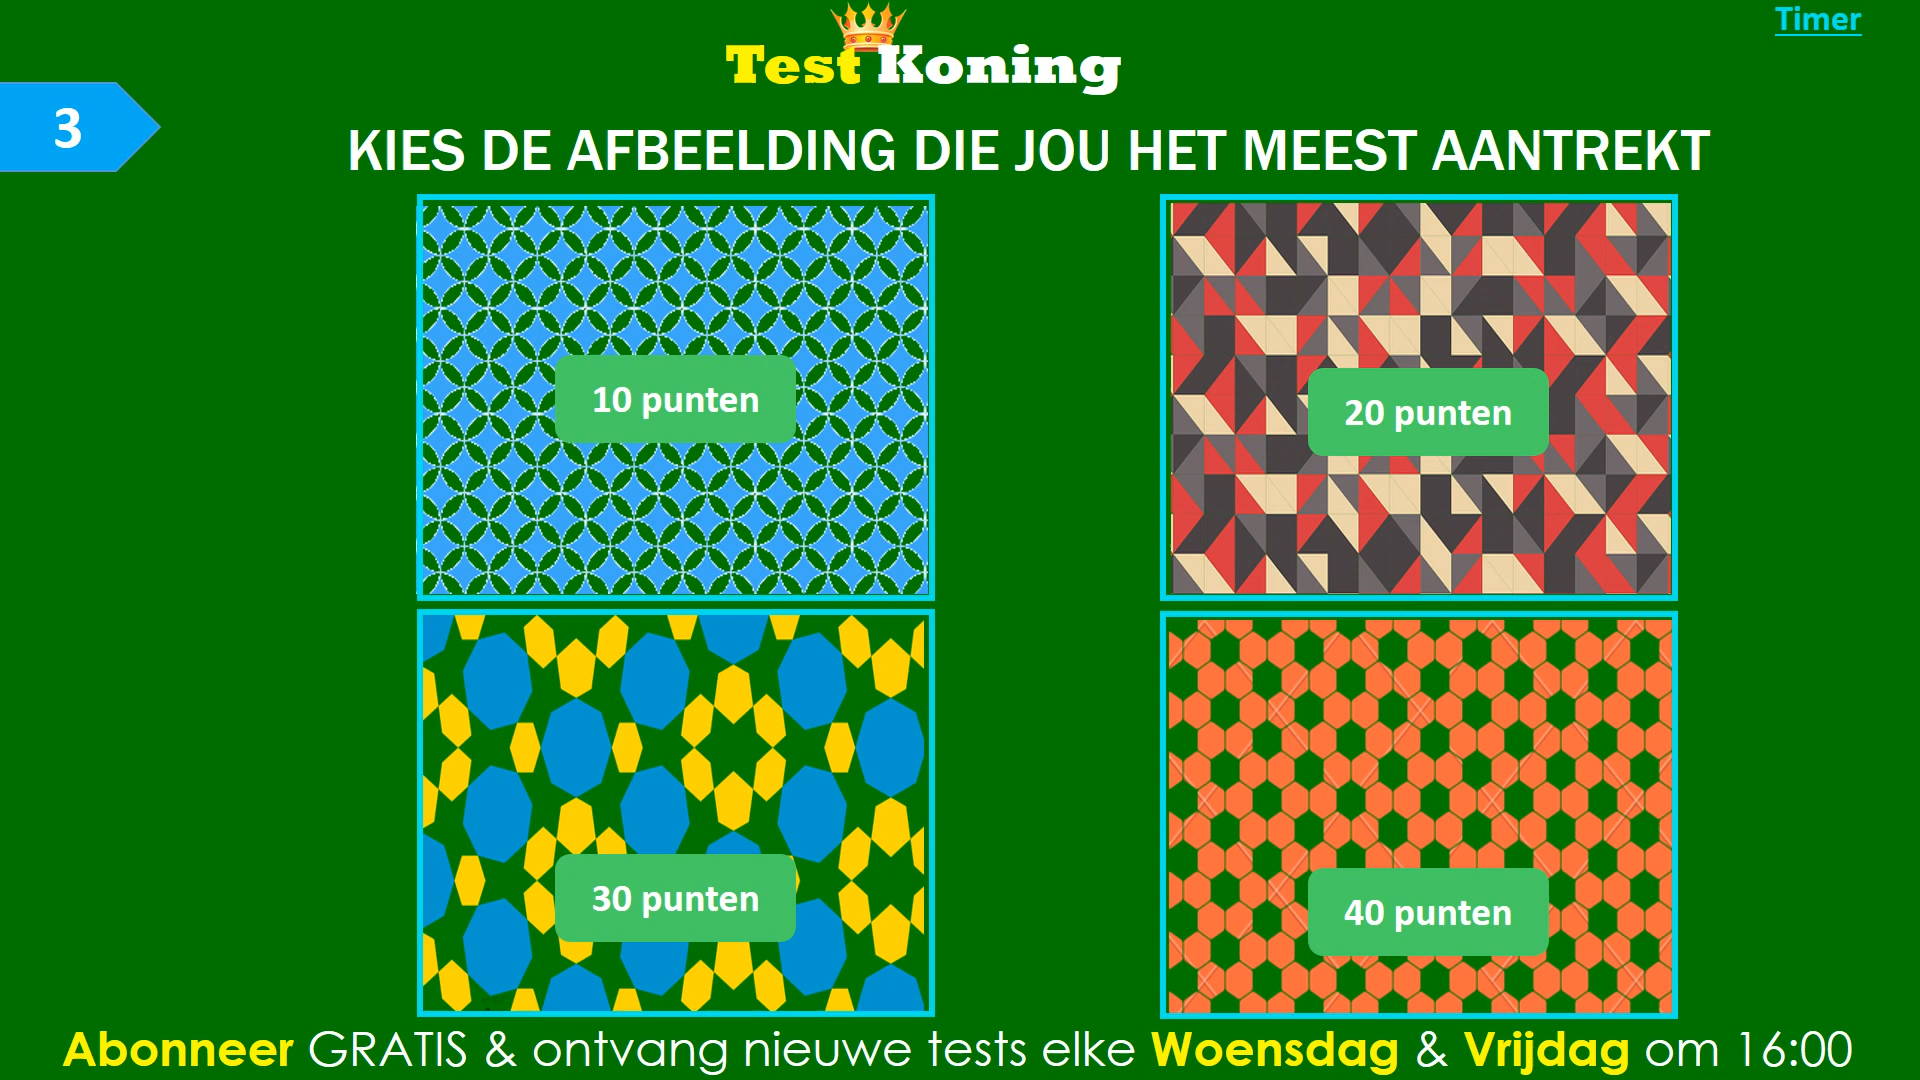 Timer
Test Koning
3
KIES DE AFBEELDING DIE JOU HET MEEST AANTREKT
10 punten
20 punten
30 punten
40 punten
Abonneer GRATIS & ontvang nieuwe tests elke Woensdag & Vrijdag om 16:00